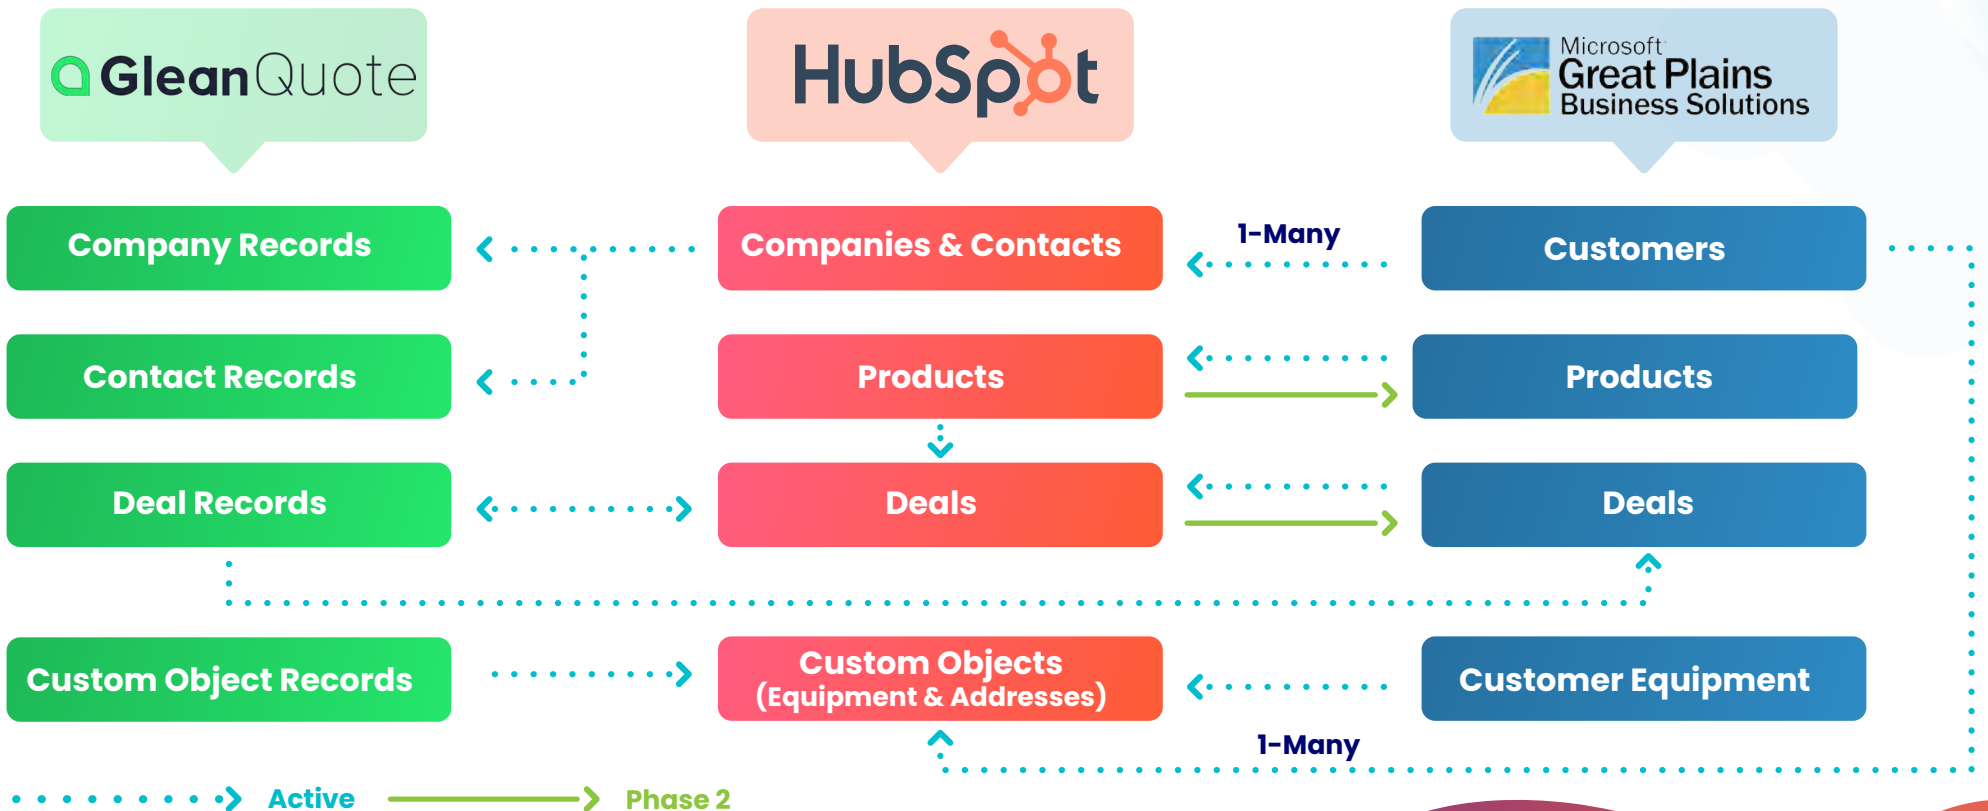 GleanQuote
HubSpot
Microsoft
Great Plains
Business Solutions
Company Records
Companies & Contacts
1-Many
Customers
Contact Records
Products
Products
Deal Records
Deals
Deals
Custom Object Records
Custom Objects
(Equipment & Addresses)
Customer Equipment
1-Many
Active
Phase 2